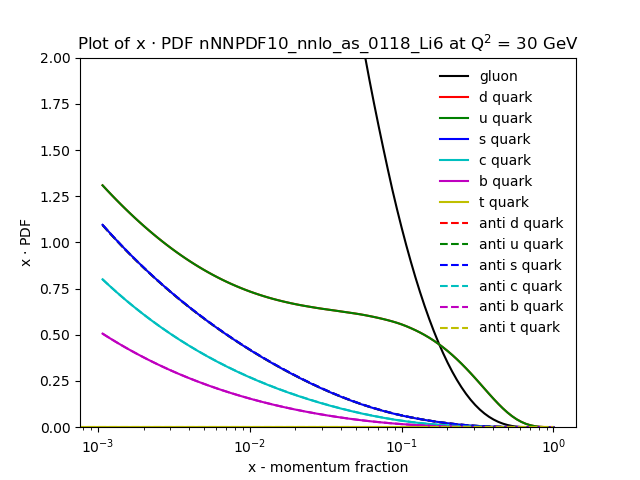 Plot of x · PDF nNNPDF10_nnlo_as_0118_Li6 at Q² = 30 GeV
x · PDF
2.00
1.75
1.50
1.25
1.00
0.75
0.50
0.25
0.00
gluon
d quark
u quark
s quark
c quark
b quark
t quark
anti d quark
anti u quark
anti s quark
anti c quark
anti b quark
anti t quark
10⁻³
10⁻²
10⁻¹
10⁰
x - momentum fraction